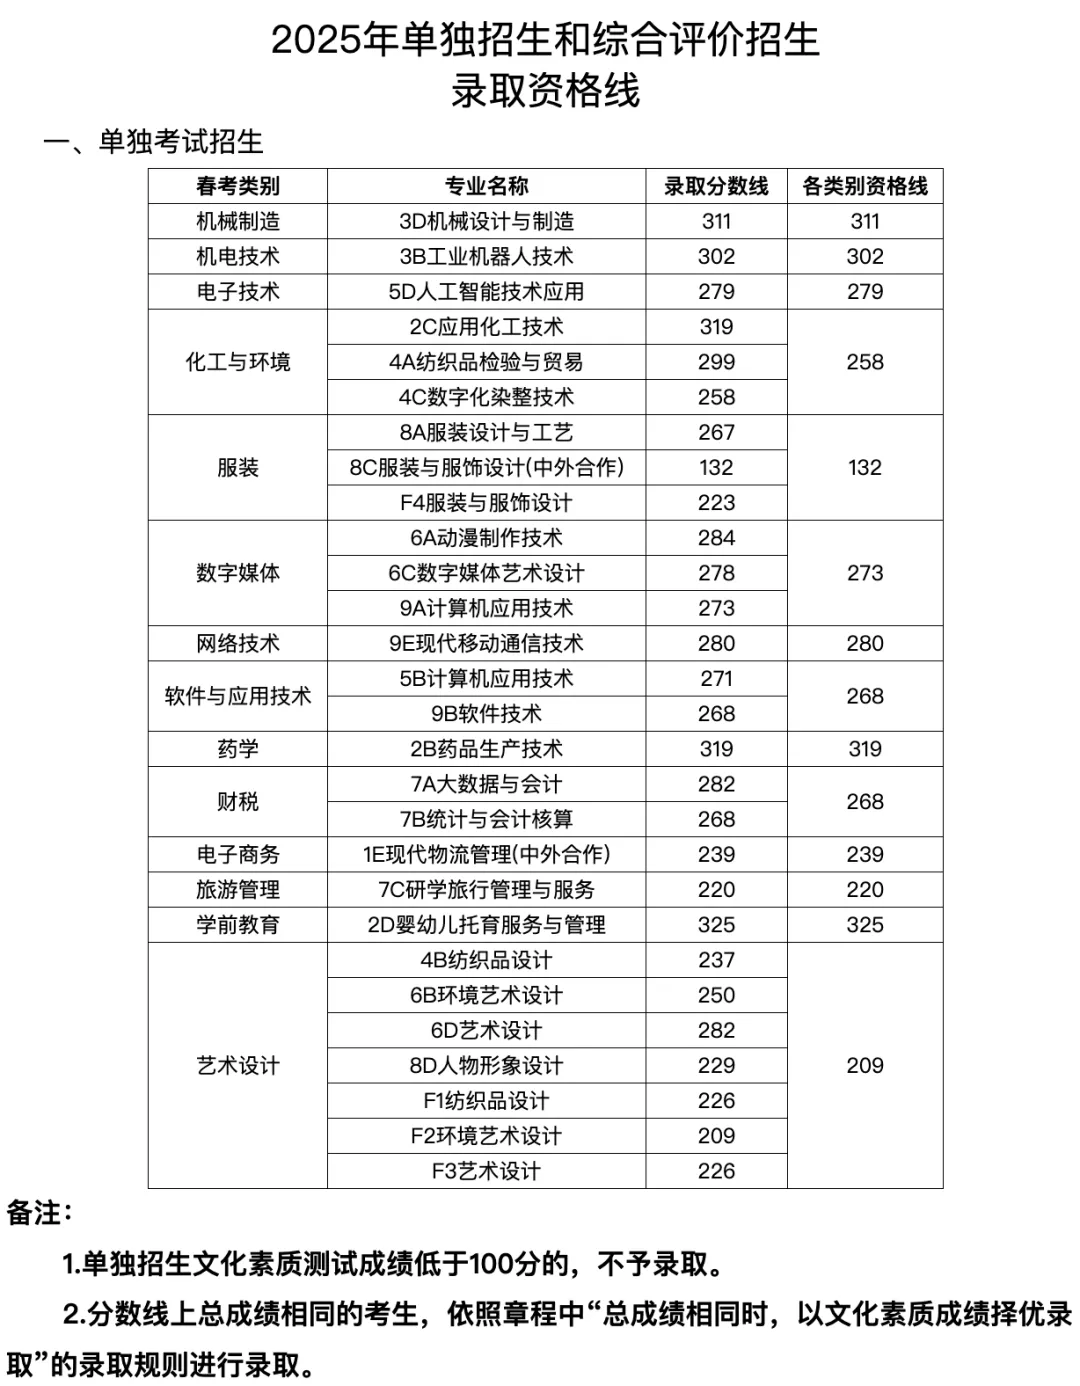 2025年单独招生和综合评价招生
录取资格线
一、单独考试招生
春考类别 专业名称 录取分数线 各类别资格线
机械制造 3D机械设计与制造 311 311
机电技术 3B工业机器人技术 302 302
电子技术 5D人工智能技术应用 279 279
化工与环境 2C应用化工技术 319 258
4A纺织品检验与贸易 299
4C数字化染整技术 258
服装 8A服装设计与工艺 267 132
8C服装与服饰设计(中外合作) 132
F4服装与服饰设计 223
数字媒体 6A动漫制作技术 284 273
6C数字媒体艺术设计 278
9A计算机应用技术 273
网络技术 9E现代移动通信技术 280 280
软件与应用技术 5B计算机应用技术 271 268
9B软件技术 268
药学 2B药品生产技术 319 319
财税 7A大数据与会计 282 268
7B统计与会计核算 268
电子商务 1E现代物流管理(中外合作) 239 239
旅游管理 7C研学旅行管理与服务 220 220
学前教育 2D婴幼儿托育服务与管理 325 325
艺术设计 4B纺织品设计 237 209
6B环境艺术设计 250
6D艺术设计 282
8D人物形象设计 229
F1纺织品设计 226
F2环境艺术设计 209
F3艺术设计 226
备注：
1.单独招生文化素质测试成绩低于100分的，不予录取。
2.分数线上总成绩相同的考生，依照章程中“总成绩相同时，以文化素质成绩择优录
取”的录取规则进行录取。